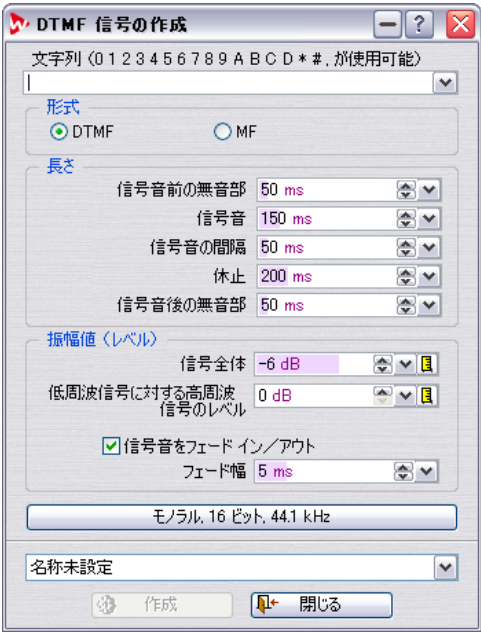 DTMF 信号の作成
文字列（0 1 2 3 4 5 6 7 8 9 A B C D * #, が使用可能）
形式
DTMF MF
長さ
信号音前の無音部 50 ms
信号音 150 ms
信号音の間隔 50 ms
休止 200 ms
信号音後の無音部 50 ms
振幅値（レベル）
信号全体 -6 dB
低周波信号に対する高周波
信号のレベル 0 dB
信号音をフェード イン／アウト
フェード幅 5 ms
モノラル, 16 ビット, 44.1 kHz
名称未設定
作成 閉じる